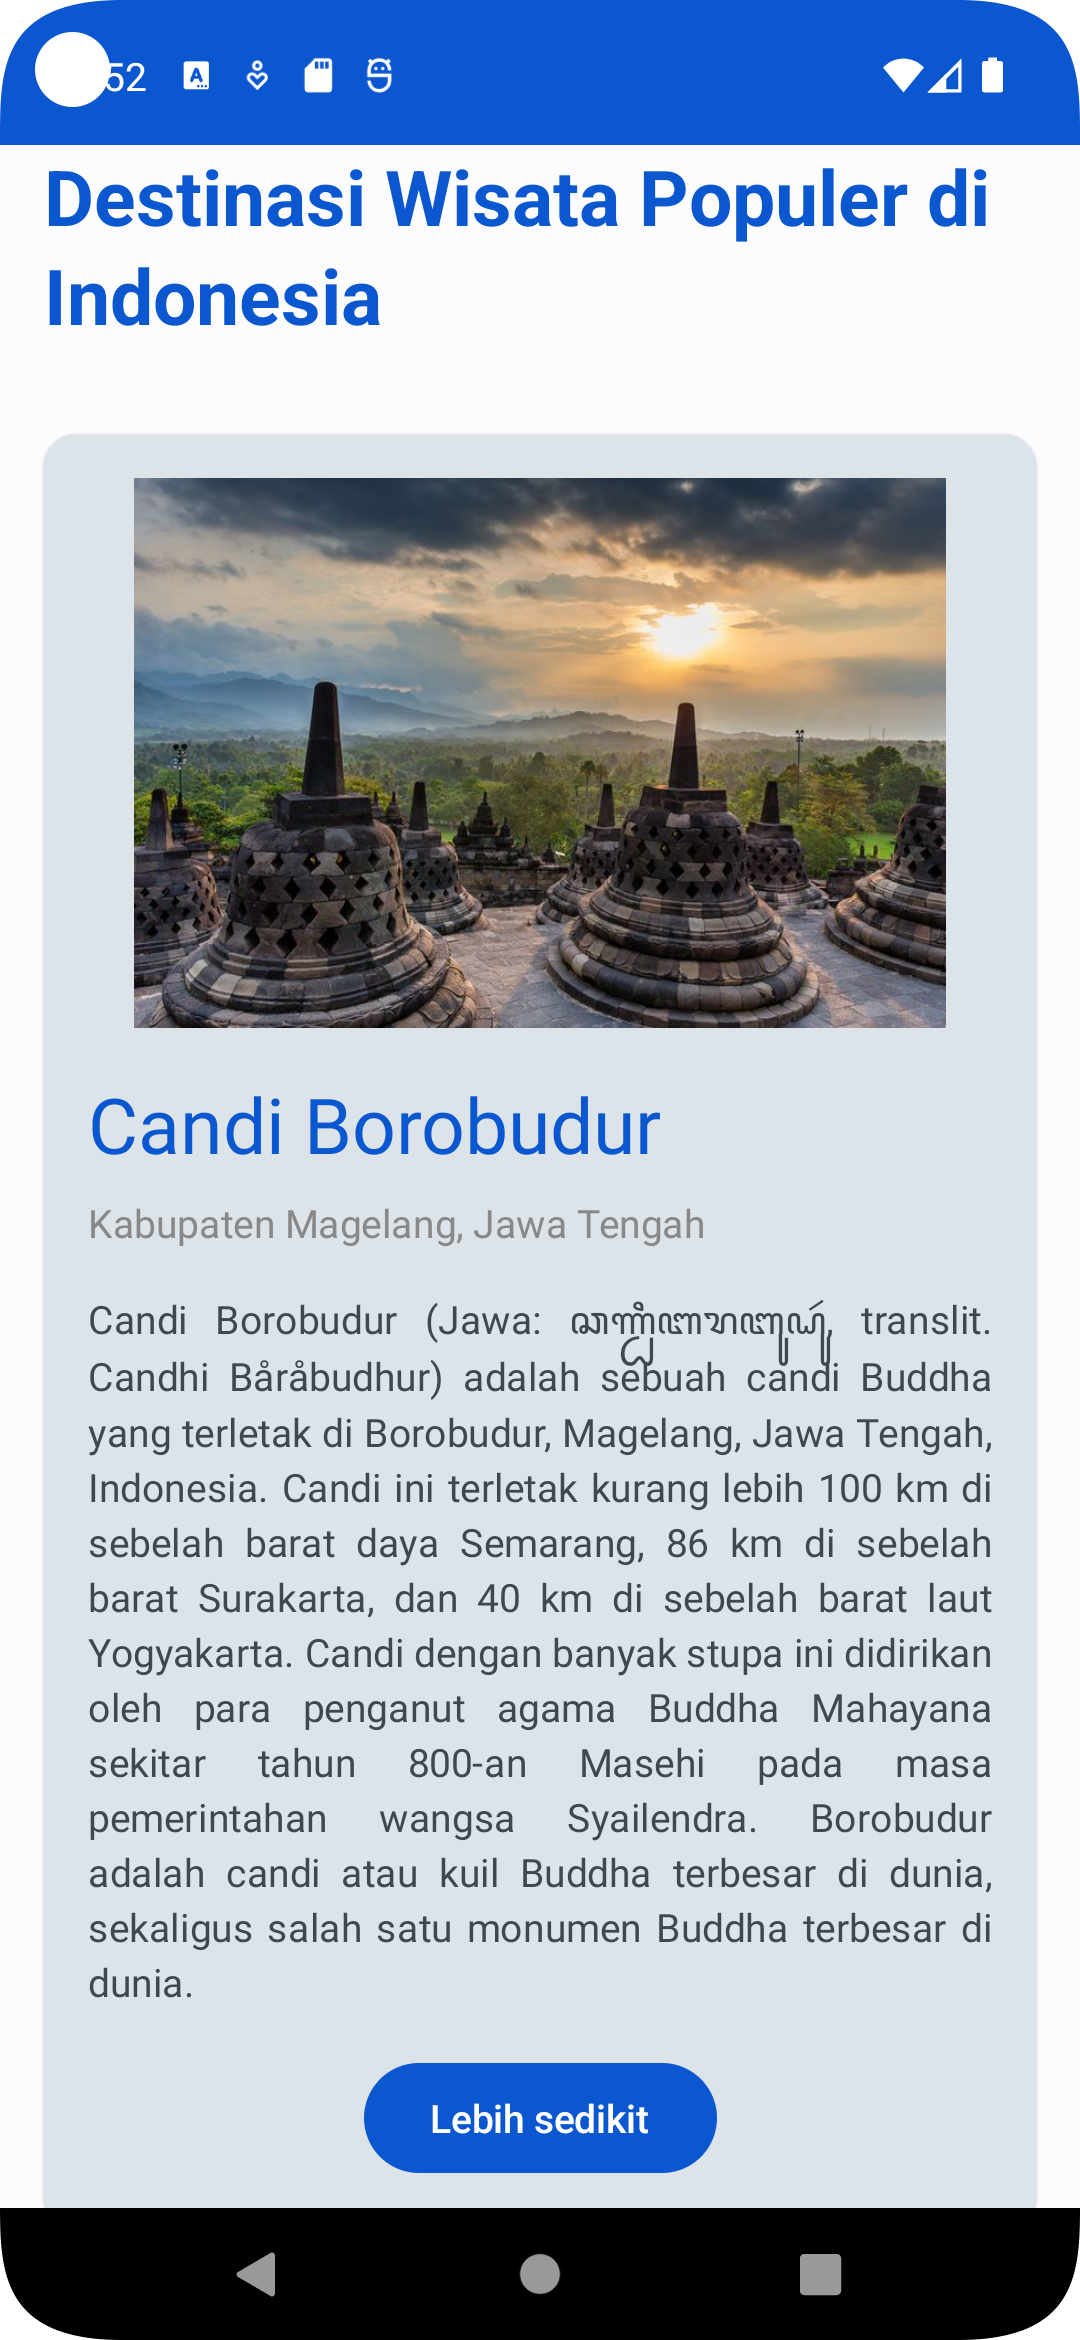 52
Destinasi Wisata Populer di
Indonesia
Candi Borobudur
Kabupaten Magelang, Jawa Tengah
Candi Borobudur (Jawa: translit.
Candhi Båråbudhur) adalah sebuah candi Buddha
yang terletak di Borobudur, Magelang, Jawa Tengah,
Indonesia. Candi ini terletak kurang lebih 100 km di
sebelah barat daya Semarang, 86 km di sebelah
barat Surakarta, dan 40 km di sebelah barat laut
Yogyakarta. Candi dengan banyak stupa ini didirikan
oleh para penganut agama Buddha Mahayana
sekitar tahun 800-an Masehi pada masa
pemerintahan wangsa Syailendra. Borobudur
adalah candi atau kuil Buddha terbesar di dunia,
sekaligus salah satu monumen Buddha terbesar di
dunia.
Lebih sedikit